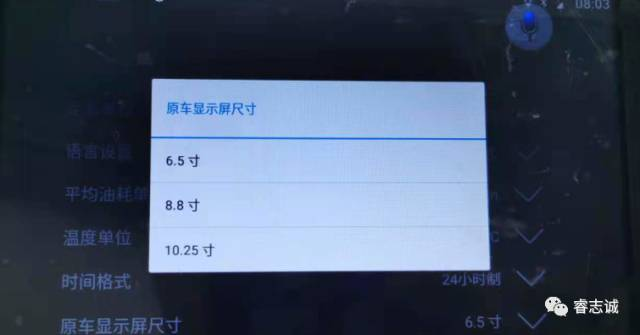 08:03
原车显示屏尺寸
6.5 寸
8.8 寸
10.25 寸
语言设置
平均油耗单
温度单位
时间格式 24小时制
原车显示屏尺寸 6.5 寸
睿志诚